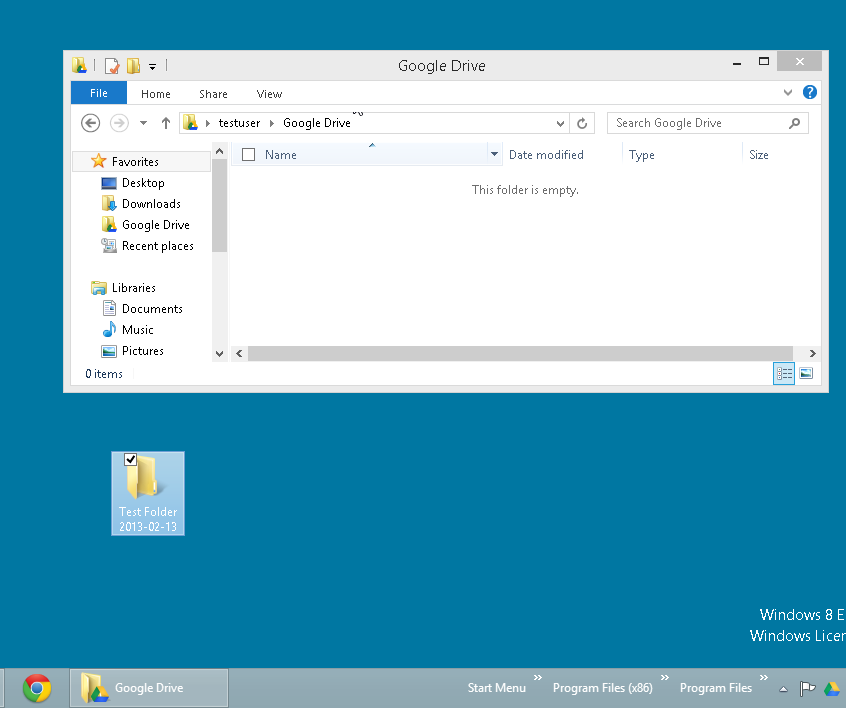 Google Drive
File Home Share View
testuser Google Drive Search Google Drive
Name Date modified Type Size
This folder is empty.
Favorites
Desktop
Downloads
Google Drive
Recent places
Libraries
Documents
Music
Pictures
0 items
Test Folder
2013-02-13
Windows 8 E
Windows Licen
Google Drive Start Menu Program Files (x86) Program Files